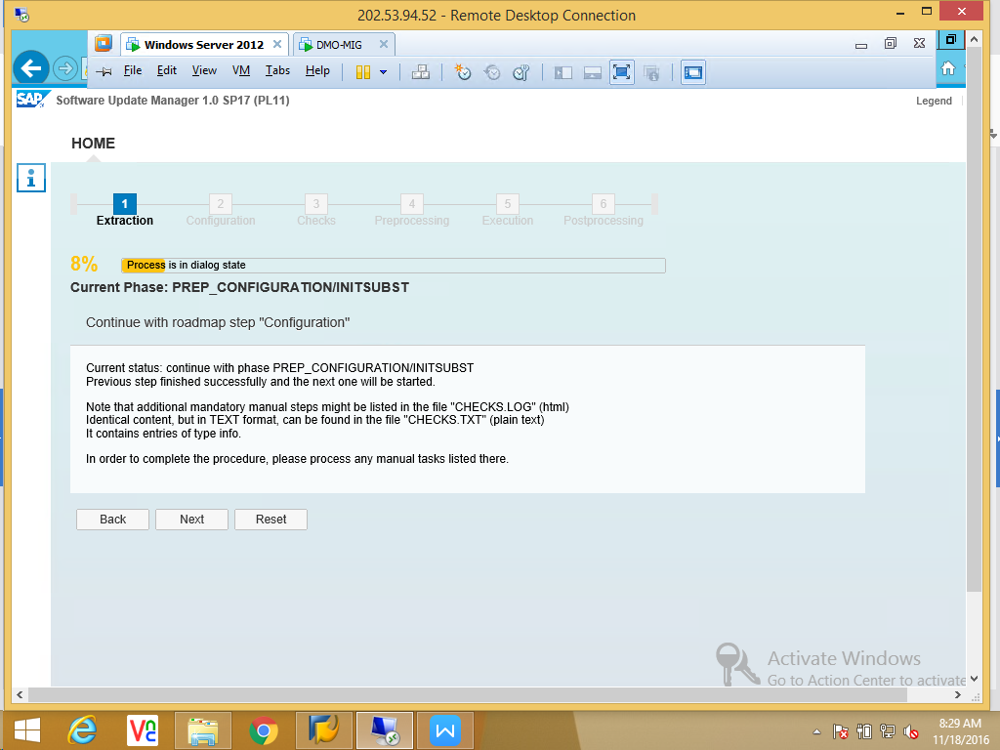 202.53.94.52 - Remote Desktop Connection
Windows Server 2012
DMO-MIG
File Edit View VM Tabs Help
SAP Software Update Manager 1.0 SP17 (PL11)
Legend
HOME
1 2 3 4 5 6
Extraction Configuration Checks Preprocessing Execution Postprocessing
8% Process is in dialog state
Current Phase: PREP_CONFIGURATION/INITSUBST
Continue with roadmap step "Configuration"
Current status: continue with phase PREP_CONFIGURATION/INITSUBST
Previous step finished successfully and the next one will be started.
Note that additional mandatory manual steps might be listed in the file "CHECKS.LOG" (html)
Identical content, but in TEXT format, can be found in the file "CHECKS.TXT" (plain text)
It contains entries of type info.
In order to complete the procedure, please process any manual tasks listed there.
Back Next Reset
Activate Windows
Go to Action Center to activate
8:29 AM
11/18/2016